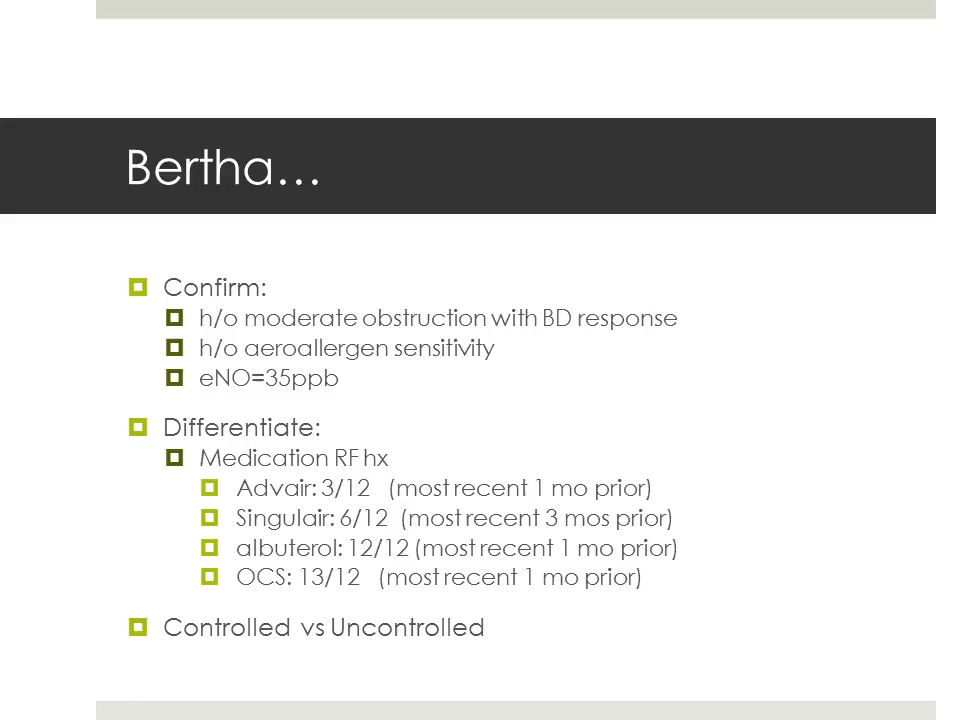 Bertha…
Confirm:
h/o moderate obstruction with BD response
h/o aeroallergen sensitivity
eNO=35ppb
Differentiate:
Medication RF hx
Advair: 3/12 (most recent 1 mo prior)
Singulair: 6/12 (most recent 3 mos prior)
albuterol: 12/12 (most recent 1 mo prior)
OCS: 13/12 (most recent 1 mo prior)
Controlled vs Uncontrolled